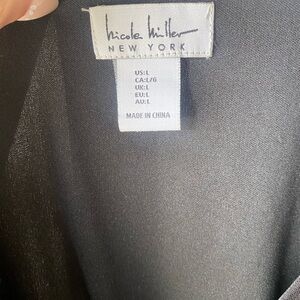 Nicole Miller
NEW YORK
US:L
CA:L/G
UK:L
EU:L
AU:L
MADE IN CHINA